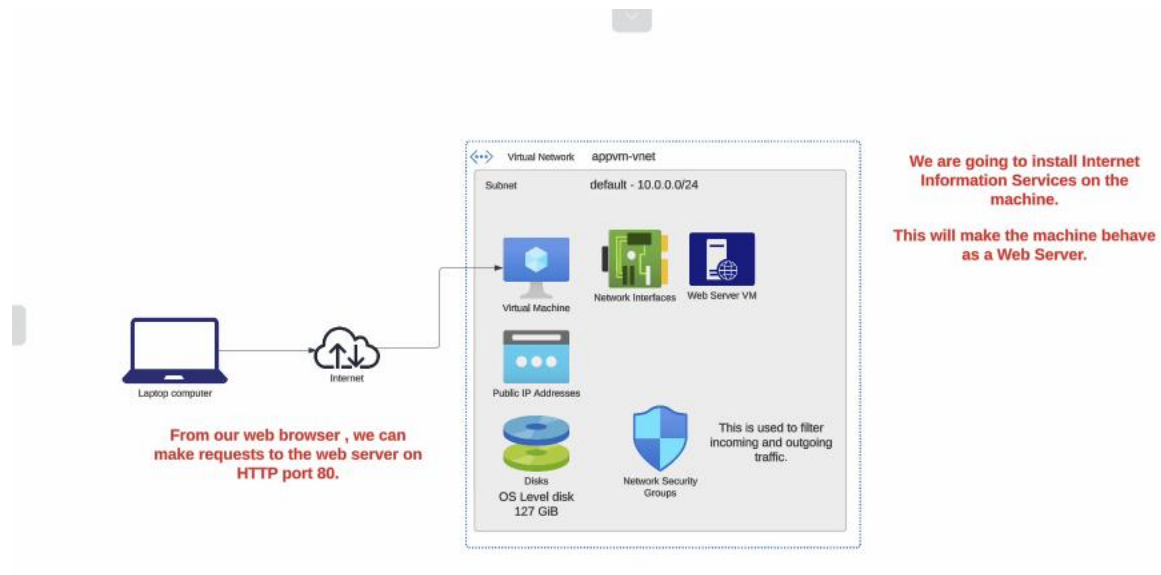 Virtual Network appvm-vnet
Subnet default - 10.0.0.0/24
Virtual Machine
Network Interfaces
Web Server VM
Public IP Addresses
Disks
OS Level disk
127 GiB
Network Security
Groups
This is used to filter
incoming and outgoing
traffic.
Laptop computer
Internet
From our web browser , we can
make requests to the web server on
HTTP port 80.
We are going to install Internet
Information Services on the
machine.
This will make the machine behave
as a Web Server.